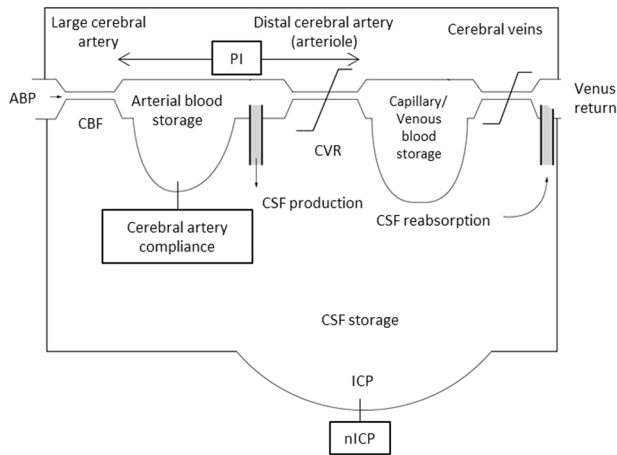 Large cerebral
artery
Distal cerebral artery
(arteriole)
Cerebral veins
PI
ABP
Venus
return
CBF
Arterial blood
storage
CVR
Capillary/
Venous
blood
storage
CSF production
CSF reabsorption
Cerebral artery
compliance
CSF storage
ICP
nICP